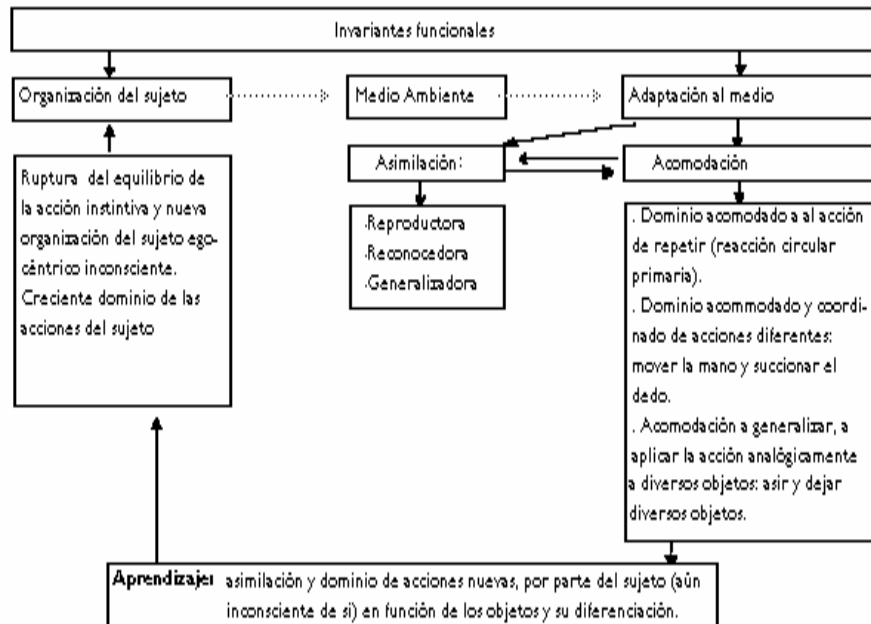 Invariantes funcionales
Organización del sujeto
Medio Ambiente
Adaptación al medio
Ruptura del equilibrio de
la acción instintiva y nueva
organización del sujeto ego-
céntrico inconsciente.
Creciente dominio de las
acciones del sujeto
Asimilación:
Acomodación
.Reproductora
.Reconocedora
.Generalizadora
. Dominio acomodado a al acción
de repetir (reacción circular
primaria).
. Dominio acommodado y coordi-
nado de acciones diferentes:
mover la mano y succionar el
dedo.
. Acomodación a generalizar, a
aplicar la acción analógicamente
a diversos objetos: asir y dejar
diversos objetos.
Aprendizaje: asimilación y dominio de acciones nuevas, por parte del sujeto (aún
inconsciente de si) en función de los objetos y su diferenciación.